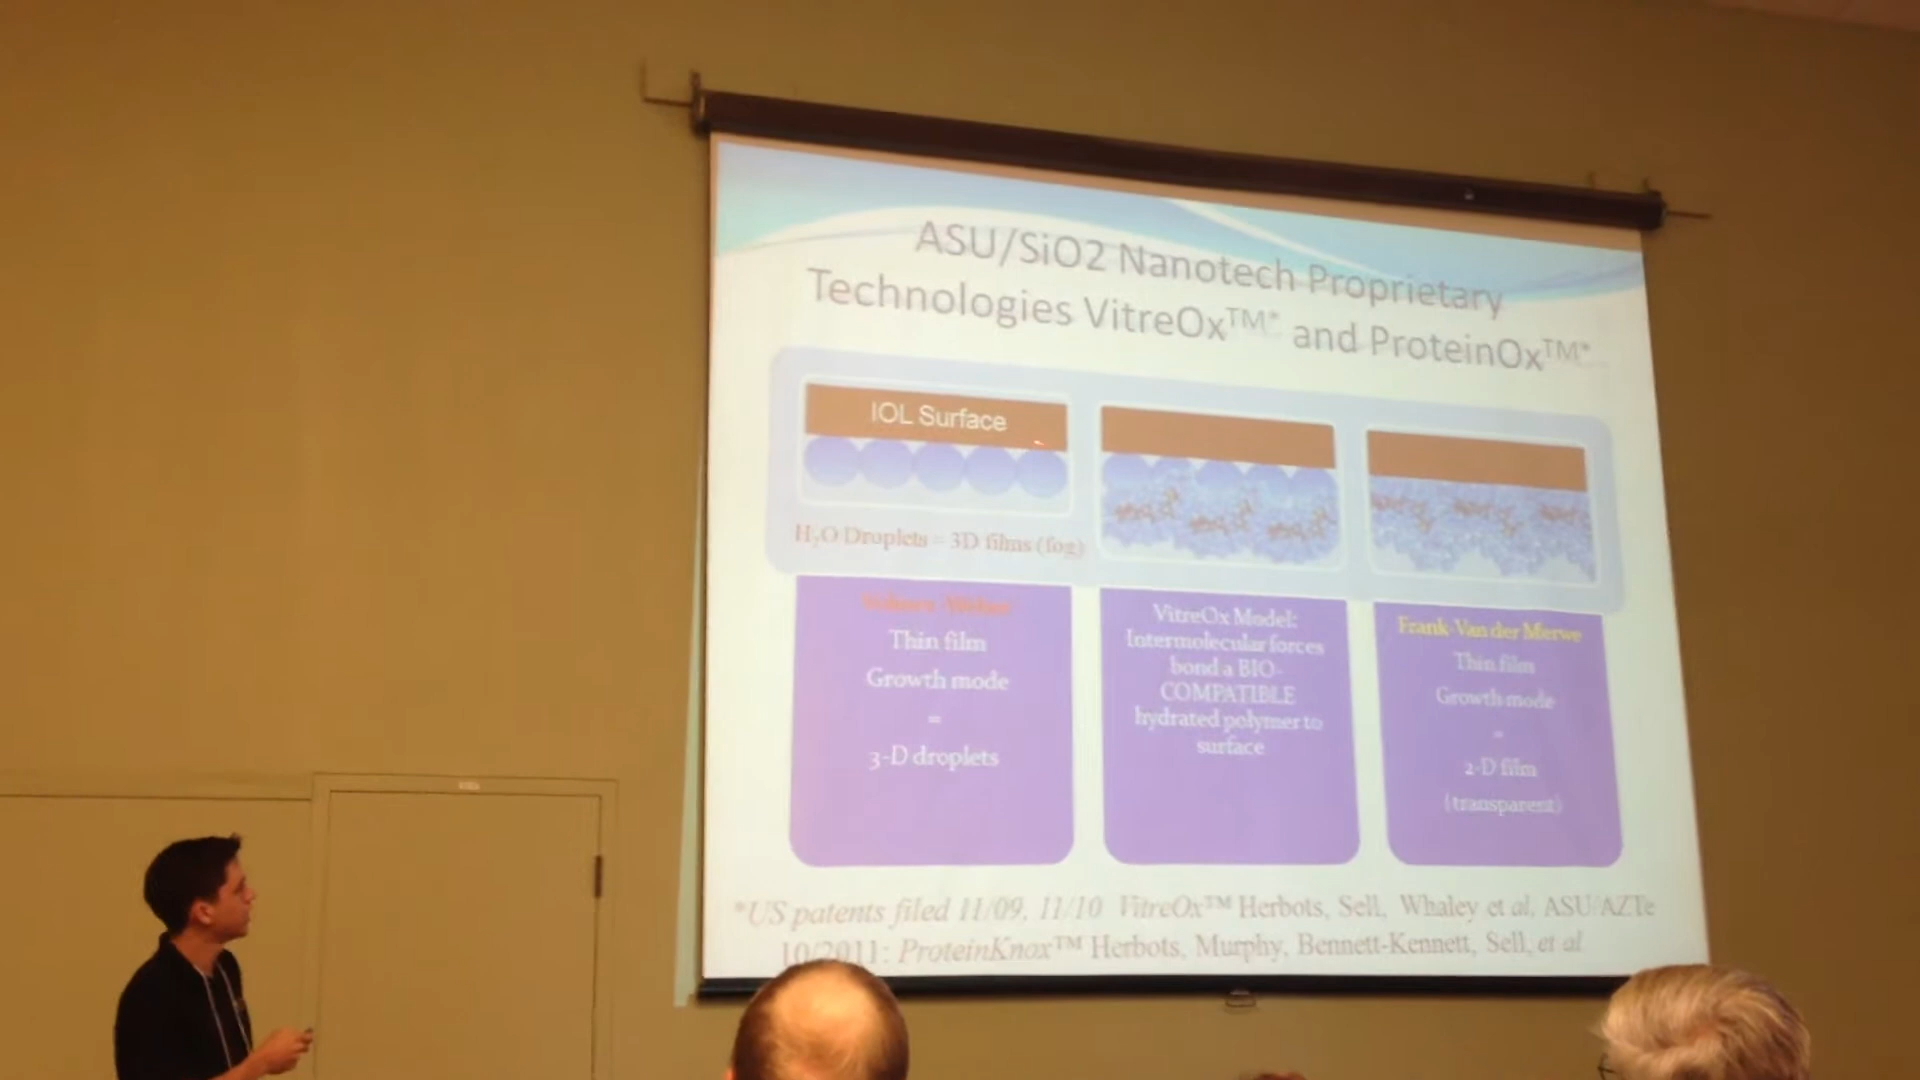 ASU/SiO2 Nanotech Proprietary
Technologies VitreOx™* and ProteinOx™*
IOL Surface
H₂O Droplets = 3D films (fog)
Volmer-Weber
Thin film
Growth mode
=
3-D droplets
VitreOx Model:
Intermolecular forces
bond a BIO-
COMPATIBLE
hydrated polymer to
surface
Frank-Van der Merwe
Thin film
Growth mode
=
2-D film
(transparent)
*US patents filed 11/09, 11/10 VitreOx™ Herbots, Sell, Whaley et al, ASU/AZTe
10/2011: ProteinKnox™ Herbots, Murphy, Bennett-Kennett, Sell, et al